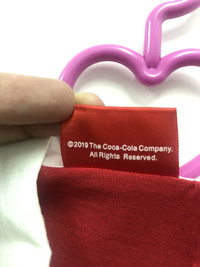 ©2019 The Coca-Cola Company.
All Rights Reserved.